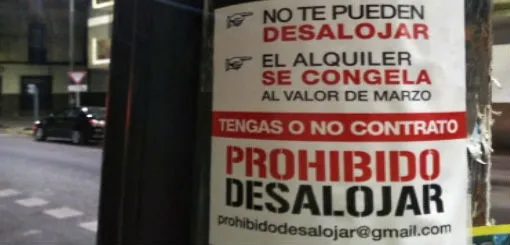 NO TE PUEDEN
DESALOJAR
EL ALQUILER
SE CONGELA
AL VALOR DE MARZO
TENGAS O NO CONTRATO
PROHIBIDO
DESALOJAR
prohibidodesalojar@gmail.com